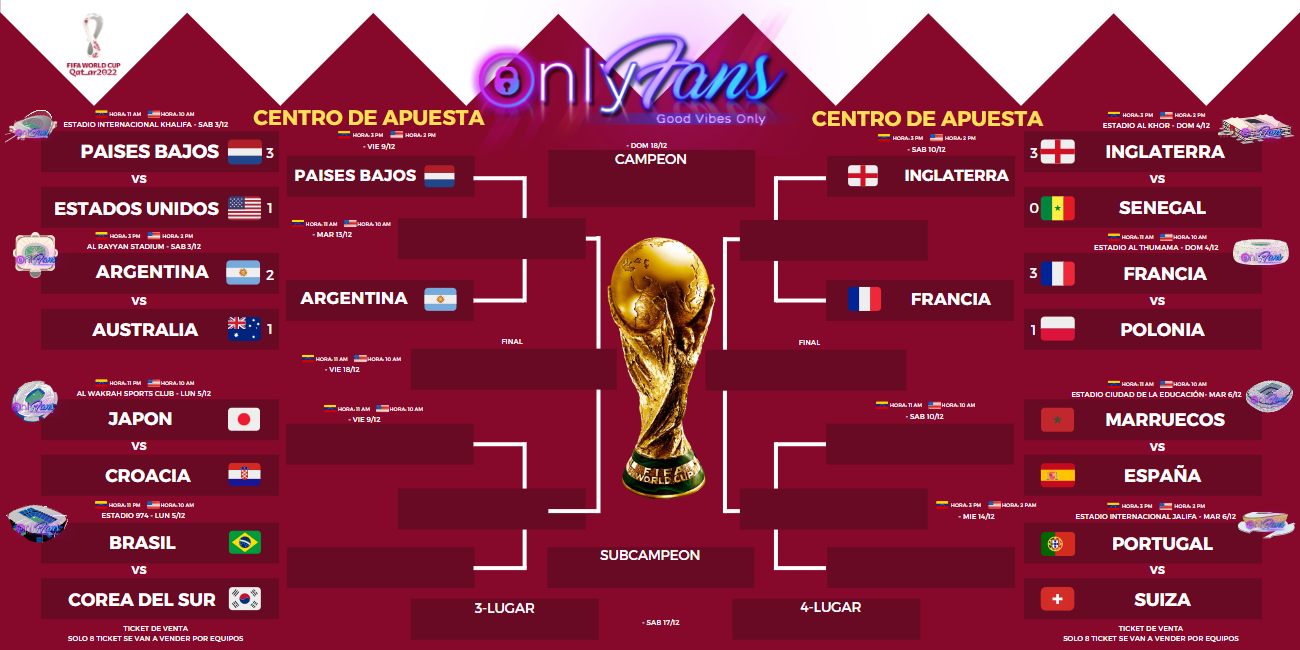 FIFA WORLD CUP
Qatar2022
OnlyFans
Good Vibes Only
CENTRO DE APUESTA
CENTRO DE APUESTA
HORA: 11 AM HORA: 10 AM
ESTADIO INTERNACIONAL KHALIFA - SAB 3/12
PAISES BAJOS 3
VS
ESTADOS UNIDOS 1
HORA: 3 PM HORA: 2 PM
AL RAYYAN STADIUM - SAB 3/12
ARGENTINA 2
VS
AUSTRALIA 1
HORA: 11 PM HORA: 10 AM
AL WAKRAH SPORTS CLUB - LUN 5/12
JAPON
VS
CROACIA
HORA: 11 PM HORA: 10 AM
ESTADIO 974 - LUN 5/12
BRASIL
VS
COREA DEL SUR
TICKET DE VENTA
SOLO 8 TICKET SE VAN A VENDER POR EQUIPOS
HORA: 3 PM HORA: 2 PM
- VIE 9/12
PAISES BAJOS
HORA: 11 AM HORA: 10 AM
- MAR 13/12
ARGENTINA
FINAL
HORA: 11 AM HORA: 10 AM
- VIE 18/12
HORA: 11 AM HORA: 10 AM
- VIE 9/12
- DOM 18/12
CAMPEON
FIFA
WORLD CUP
SUBCAMPEON
3-LUGAR
- SAB 17/12
4-LUGAR
HORA: 3 PM HORA: 2 PM
- SAB 10/12
INGLATERRA
FRANCIA
FINAL
HORA: 11 AM HORA: 10 AM
- SAB 10/12
HORA: 3 PM HORA: 2 PAM
- MIE 14/12
HORA: 3 PM HORA: 2 PM
ESTADIO AL KHOR - DOM 4/12
3 INGLATERRA
VS
0 SENEGAL
HORA: 11 AM HORA: 10 AM
ESTADIO AL THUMAMA - DOM 4/12
3 FRANCIA
VS
1 POLONIA
HORA: 11 AM HORA: 10 AM
ESTADIO CIUDAD DE LA EDUCACIÓN- MAR 6/12
MARRUECOS
VS
ESPAÑA
HORA: 3 PM HORA: 2 PM
ESTADIO INTERNACIONAL JALIFA - MAR 6/12
PORTUGAL
VS
SUIZA
TICKET DE VENTA
SOLO 8 TICKET SE VAN A VENDER POR EQUIPOS